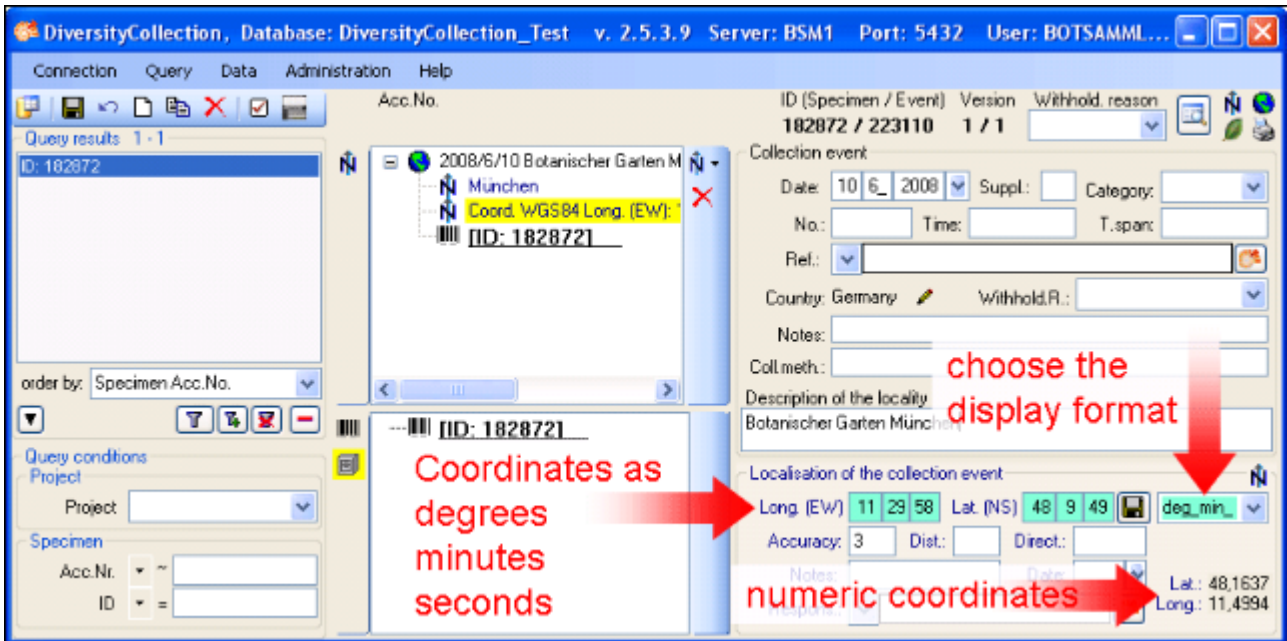 DiversityCollection, Database: DiversityCollection_Test v. 2.5.3.9 Server: BSM1 Port: 5432 User: BOTSAMML...
Connection Query Data Administration Help
Query results 1 - 1
ID: 182872
order by: Specimen Acc.No.
Query conditions
Project
Project
Specimen
Acc.Nr. ~
ID =
Acc.No.
2008/6/10 Botanischer Garten M
München
Coord. WGS84 Long. (EW):
[ID: 182872]
[ID: 182872]
Coordinates as
degrees
minutes
seconds
ID (Specimen / Event) Version Withhold. reason
182872 / 223110 1 / 1
Collection event
Date: 10 6_ 2008 Suppl.: Category:
No.: Time: T.span:
Ref.:
Country: Germany Withhold.R.:
Notes:
Coll.meth.:
choose the
display format
Description of the locality
Botanischer Garten München
Localisation of the collection event
Long. (EW) 11 29 58 Lat. (NS) 48 9 49 deg_min_
Accuracy: 3 Dist.: Direct.:
Notes: Date:
numeric coordinates
Lat.: 48,1637
Long.: 11,4994